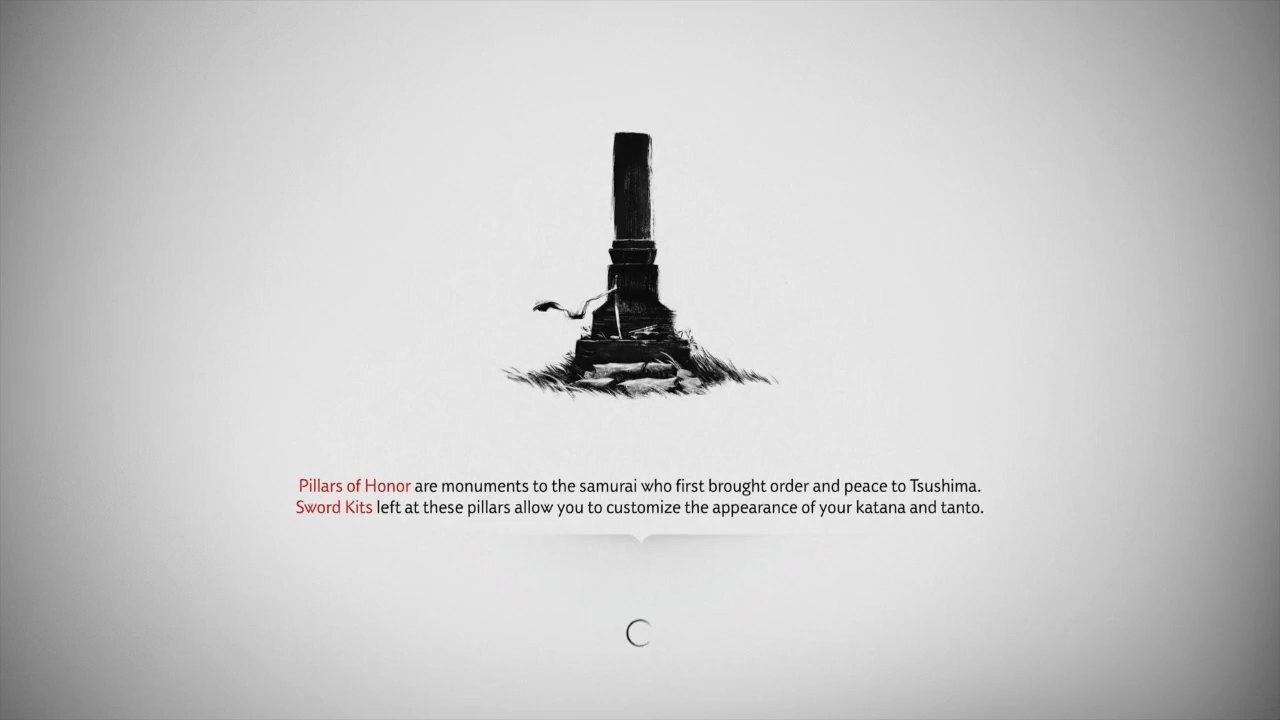 Pillars of Honor are monuments to the samurai who first brought order and peace to Tsushima.
Sword Kits left at these pillars allow you to customize the appearance of your katana and tanto.